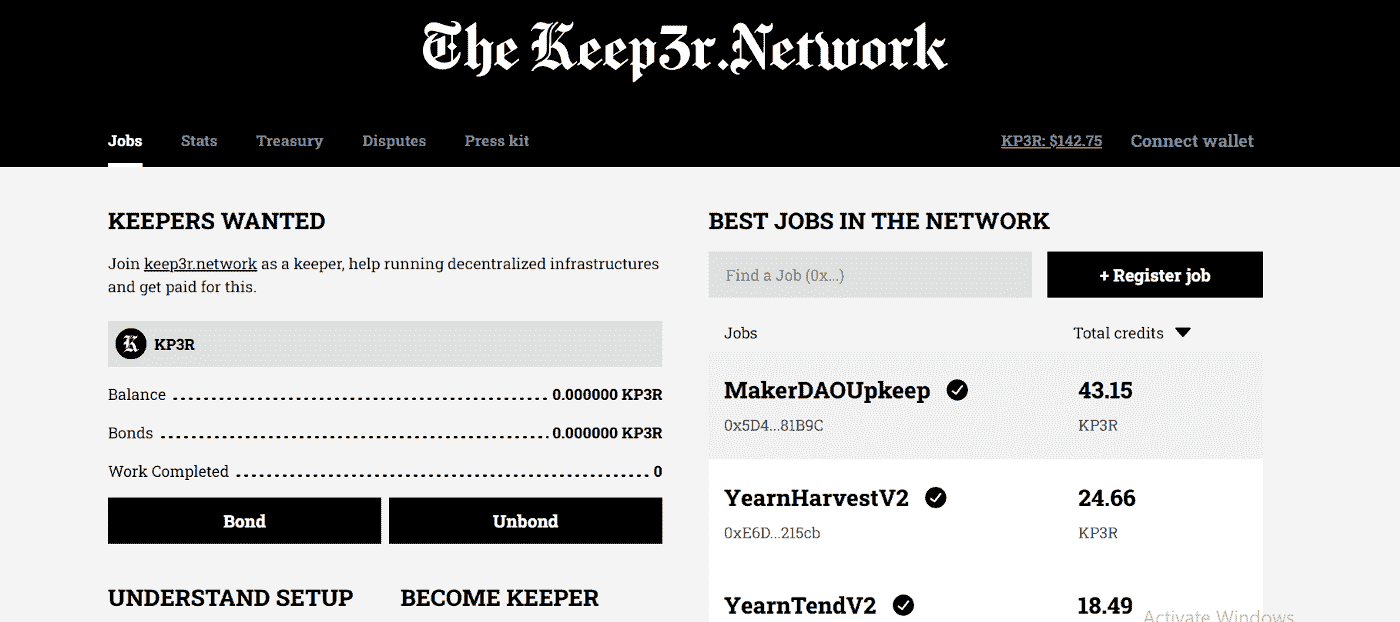 The Keep3r.Network
Jobs Stats Treasury Disputes Press kit KP3R: $142.75 Connect wallet
KEEPERS WANTED
Join keep3r.network as a keeper, help running decentralized infrastructures
and get paid for this.
K KP3R
Balance 0.000000 KP3R
Bonds 0.000000 KP3R
Work Completed 0
Bond Unbond
UNDERSTAND SETUP BECOME KEEPER
BEST JOBS IN THE NETWORK
Find a Job (0x...) + Register job
Jobs Total credits
MakerDAOUpkeep 43.15
0x5D4...81B9C KP3R
YearnHarvestV2 24.66
0xE6D...215cb KP3R
YearnTendV2 18.49
Activate Windows